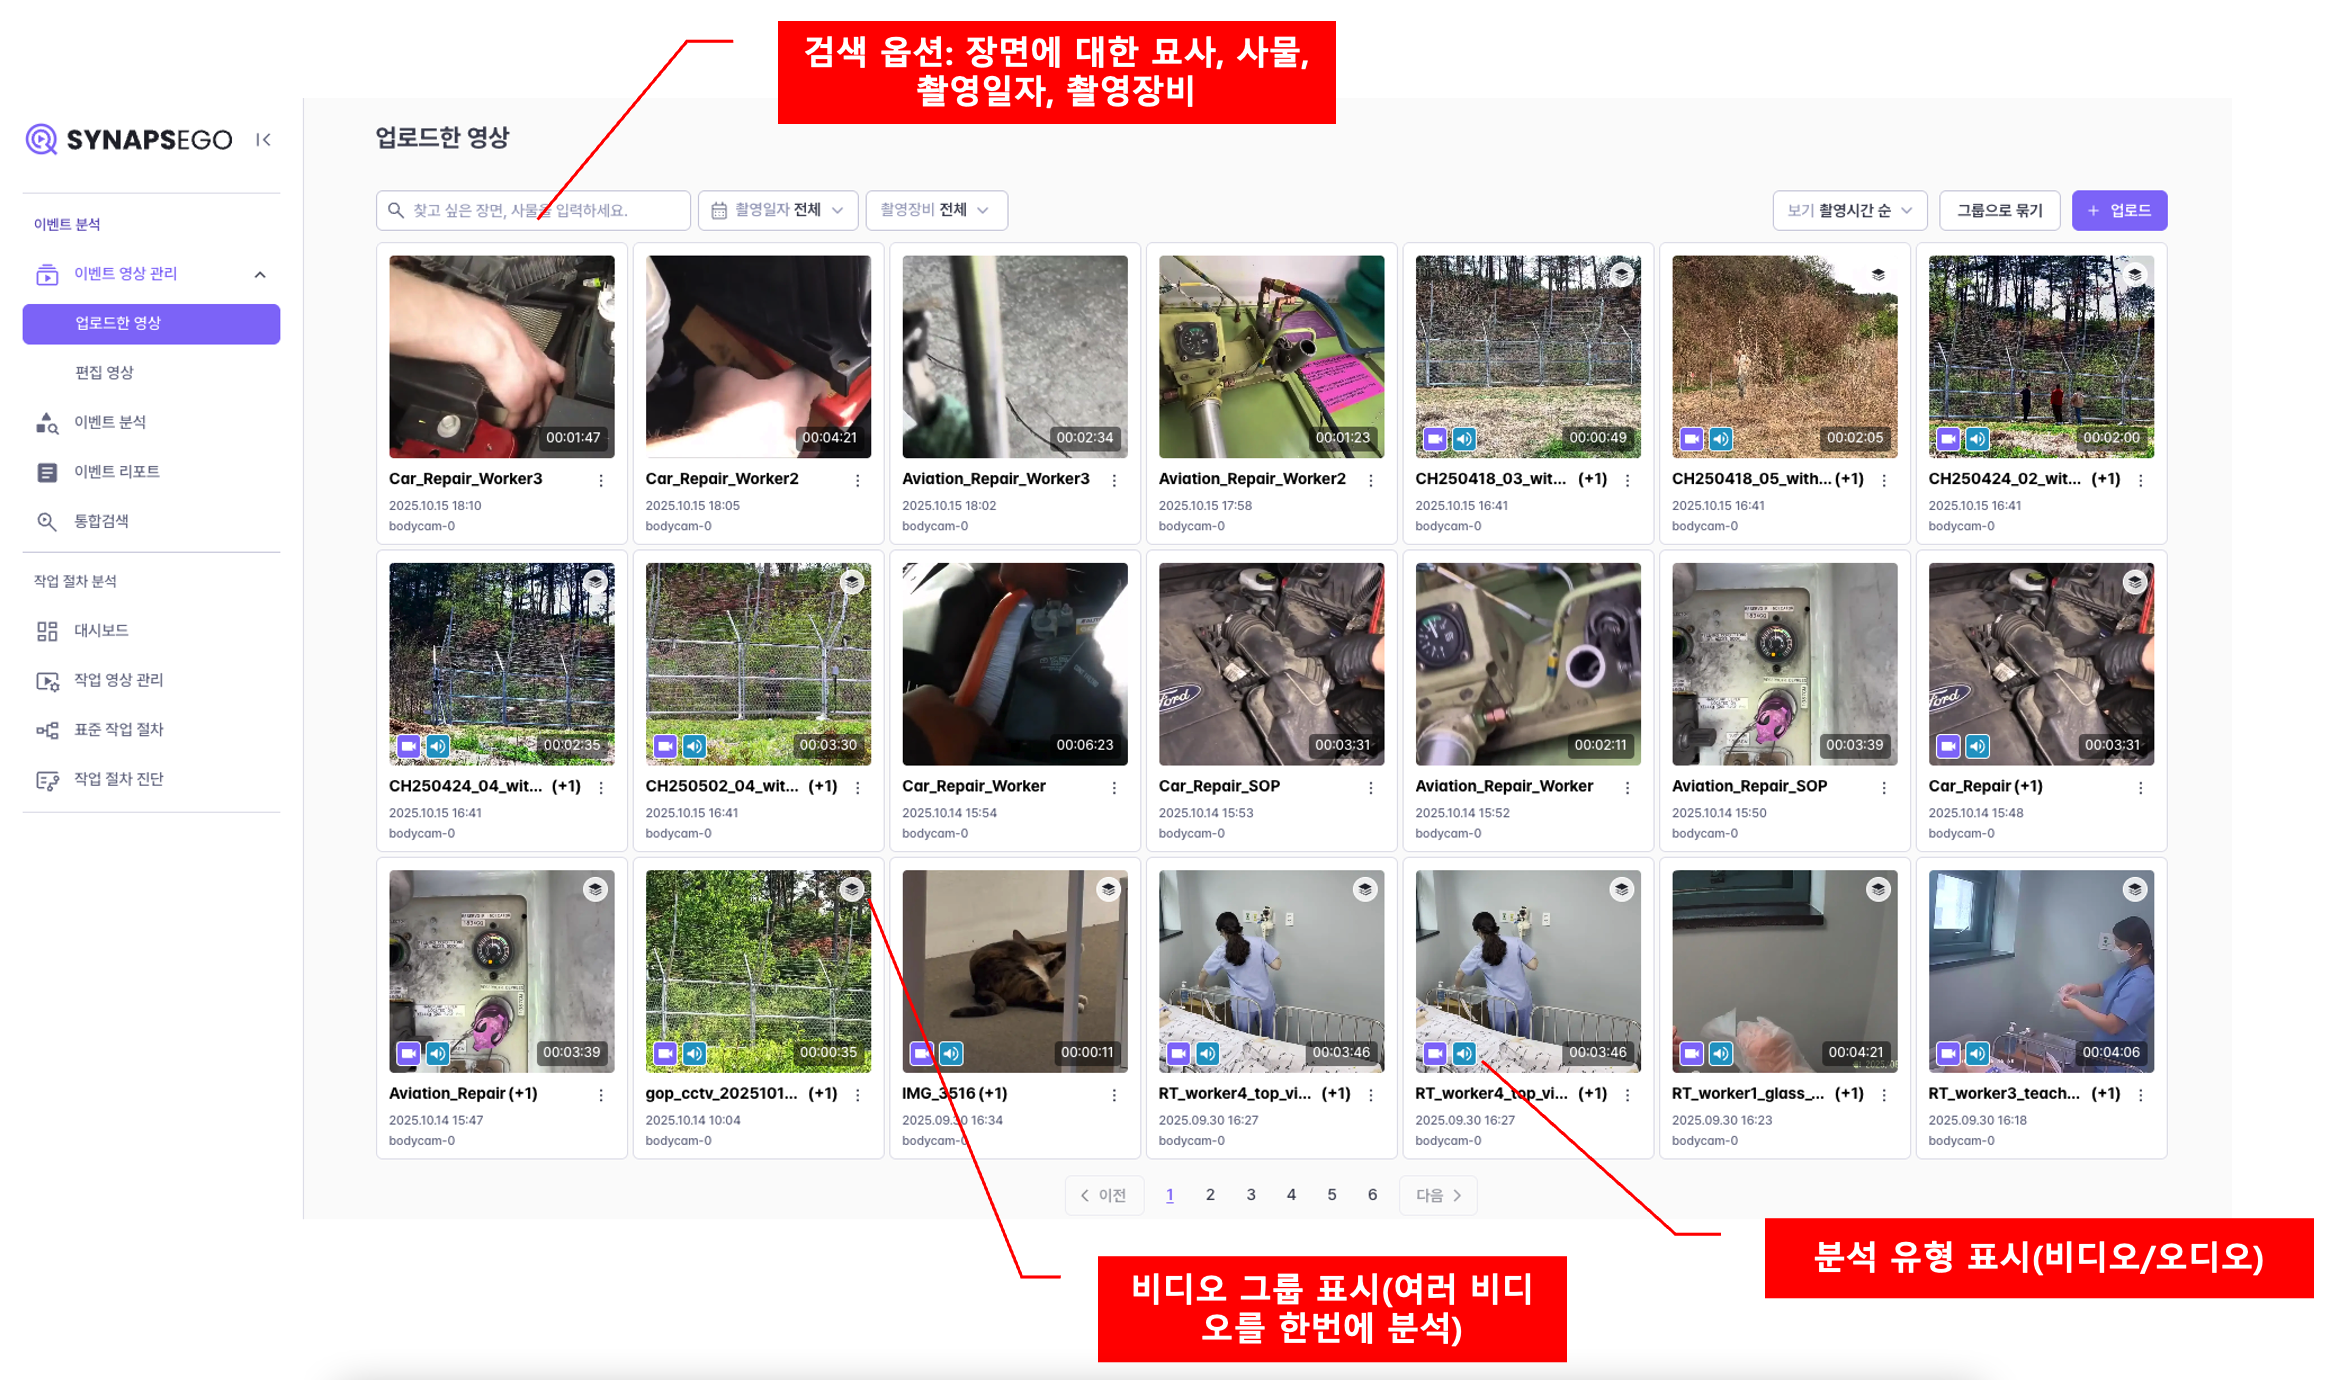 검색 옵션: 장면에 대한 묘사, 사물,
촬영일자, 촬영장비
SYNAPSEGO
이벤트 분석
이벤트 영상 관리
업로드한 영상
편집 영상
이벤트 분석
이벤트 리포트
통합검색
작업 절차 분석
대시보드
작업 영상 관리
표준 작업 절차
작업 절차 진단
업로드한 영상
찾고 싶은 장면, 사물을 입력하세요.
촬영일자 전체
촬영장비 전체
보기 촬영시간 순
그룹으로 묶기
+ 업로드
00:01:47
Car_Repair_Worker3
2025.10.15 18:10
bodycam-0
00:04:21
Car_Repair_Worker2
2025.10.15 18:05
bodycam-0
00:02:34
Aviation_Repair_Worker3
2025.10.15 18:02
bodycam-0
00:01:23
Aviation_Repair_Worker2
2025.10.15 17:58
bodycam-0
00:00:49
CH250418_03_wit... (+1)
2025.10.15 16:41
bodycam-0
00:02:05
CH250418_05_with... (+1)
2025.10.15 16:41
bodycam-0
00:02:00
CH250424_02_wit... (+1)
2025.10.15 16:41
bodycam-0
00:02:35
CH250424_04_wit... (+1)
2025.10.15 16:41
bodycam-0
00:03:30
CH250502_04_wit... (+1)
2025.10.15 16:41
bodycam-0
00:06:23
Car_Repair_Worker
2025.10.14 15:54
bodycam-0
Ford
00:03:31
Car_Repair_SOP
2025.10.14 15:53
bodycam-0
00:02:11
Aviation_Repair_Worker
2025.10.14 15:52
bodycam-0
00:03:39
Aviation_Repair_SOP
2025.10.14 15:50
bodycam-0
Ford
00:03:31
Car_Repair (+1)
2025.10.14 15:48
bodycam-0
00:03:39
Aviation_Repair (+1)
2025.10.14 15:47
bodycam-0
00:00:35
gop_cctv_2025101... (+1)
2025.10.14 10:04
bodycam-0
00:00:11
IMG_3516 (+1)
2025.09.30 16:34
bodycam-0
00:03:46
RT_worker4_top_vi... (+1)
2025.09.30 16:27
bodycam-0
00:03:46
RT_worker4_top_vi... (+1)
2025.09.30 16:27
bodycam-0
00:04:21
RT_worker1_glass_... (+1)
2025.09.30 16:23
bodycam-0
00:04:06
RT_worker3_teach... (+1)
2025.09.30 16:18
bodycam-0
이전 1 2 3 4 5 6 다음
분석 유형 표시(비디오/오디오)
비디오 그룹 표시(여러 비디
오를 한번에 분석)